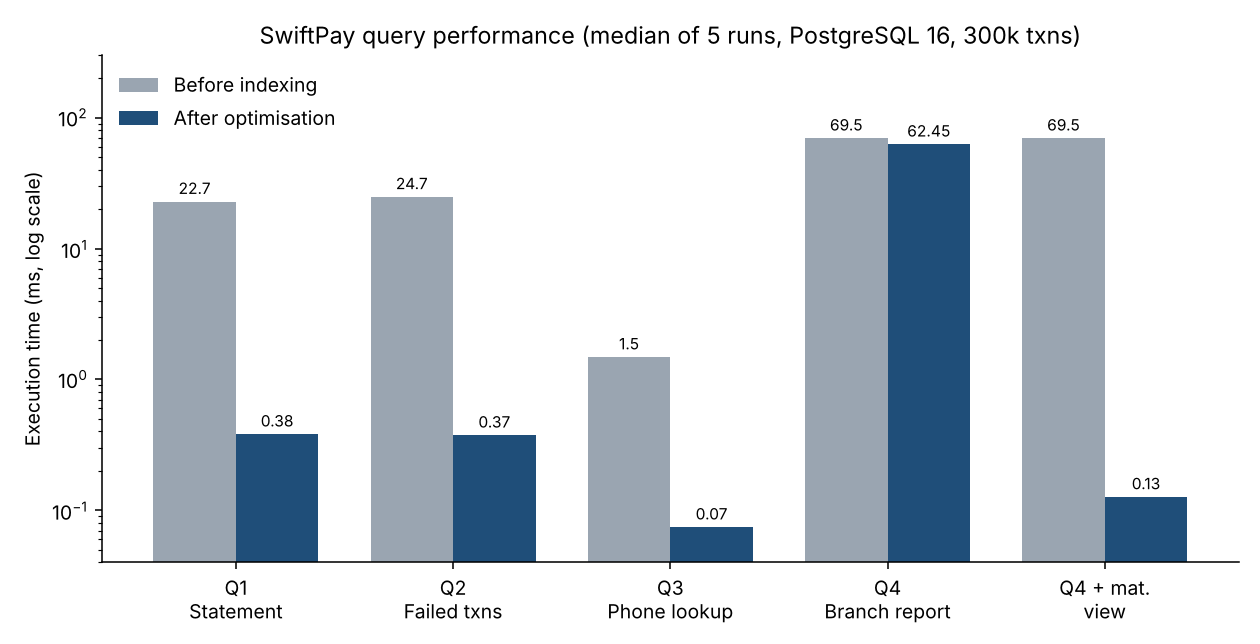 SwiftPay query performance (median of 5 runs, PostgreSQL 16, 300k txns)
Before indexing
After optimisation
Execution time (ms, log scale)
10²
10¹
10⁰
10⁻¹
22.7
0.38
24.7
0.37
1.5
0.07
69.5
62.45
69.5
0.13
Q1
Statement
Q2
Failed txns
Q3
Phone lookup
Q4
Branch report
Q4 + mat.
view